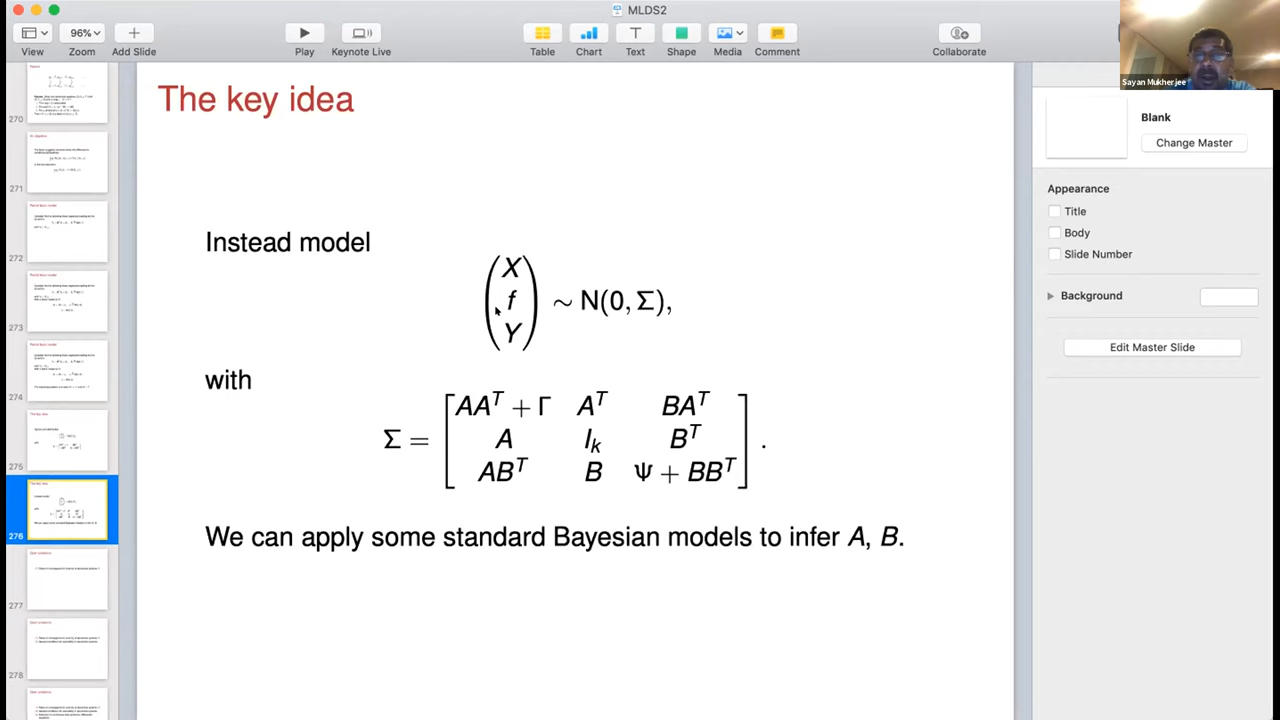 MLDS2
96%
View
Zoom
Add Slide
Play
Keynote Live
Table
Chart
Text
Shape
Media
Comment
Collaborate
Sayan Mukherjee
270
271
272
273
274
275
276
277
278
The key idea
Instead model
(X f Y) ∼ N(0, Σ),
with
Σ = [AA^T + Γ A^T BA^T
A I_k B^T
AB^T B Ψ + BB^T] .
We can apply some standard Bayesian models to infer A, B.
Blank
Change Master
Appearance
Title
Body
Slide Number
Background
Edit Master Slide